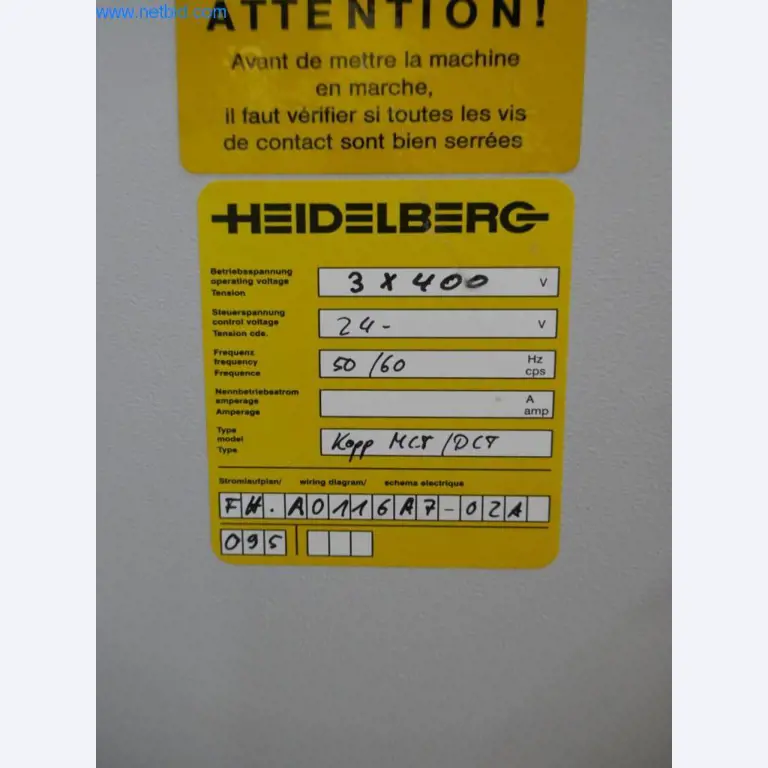 www.netbid.com
ATTENTION!
Avant de mettre la machine
en marche,
il faut vérifier si toutes les vis
de contact sont bien serrées
HEIDELBERG
Betriebsspannung
operating voltage
Tension
3 x 400 V
Steuerspannung
control voltage
Tension cde.
24- V
Frequenz
frequency
Frequence
50/60 Hz
cps
Nennbetriebsstrom
amperage
Amperage
A
amp
Type
model
Type
Kopp MCT/DCT
Stromlaufplan/ wiring diagram/ schema electrique
FH.A0116A7-02A
095